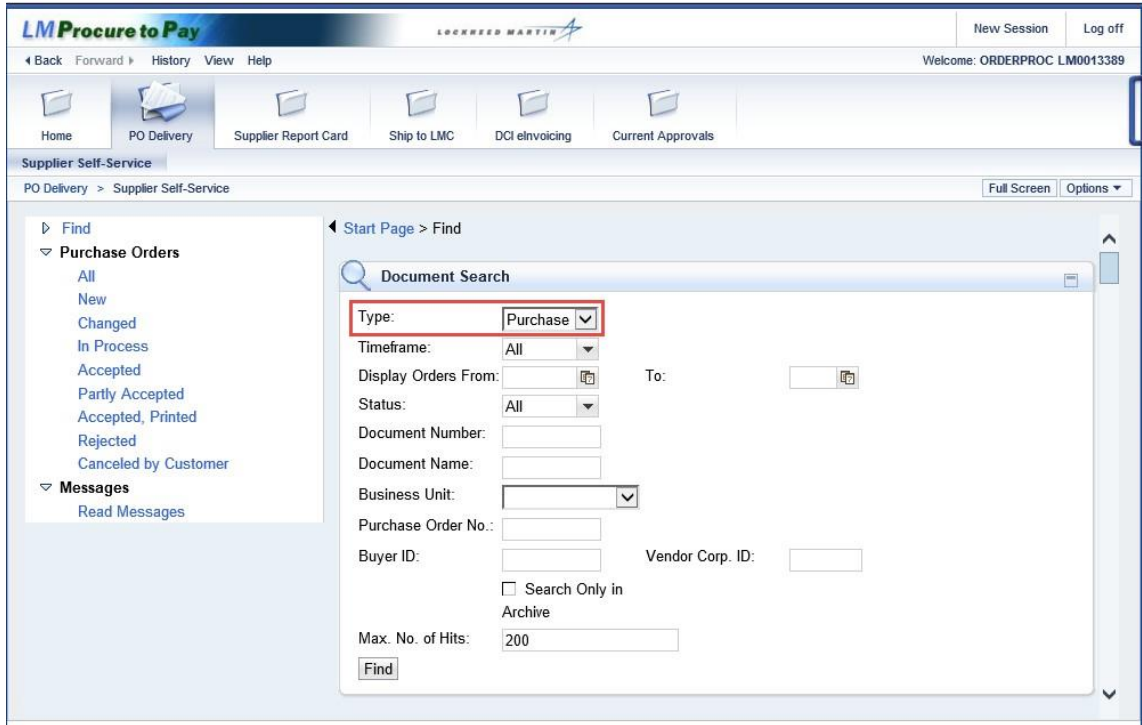 LM Procure to Pay LOCKHEED MARTIN New Session Log off
Back Forward History View Help Welcome: ORDERPROC LM0013389
Home PO Delivery Supplier Report Card Ship to LMC DCI eInvoicing Current Approvals
Supplier Self-Service
PO Delivery > Supplier Self-Service Full Screen Options
Find
Purchase Orders
All
New
Changed
In Process
Accepted
Partly Accepted
Accepted, Printed
Rejected
Canceled by Customer
Messages
Read Messages
Start Page > Find
Document Search
Type: Purchase
Timeframe: All
Display Orders From: To:
Status: All
Document Number:
Document Name:
Business Unit:
Purchase Order No.:
Buyer ID: Vendor Corp. ID:
Search Only in
Archive
Max. No. of Hits: 200
Find